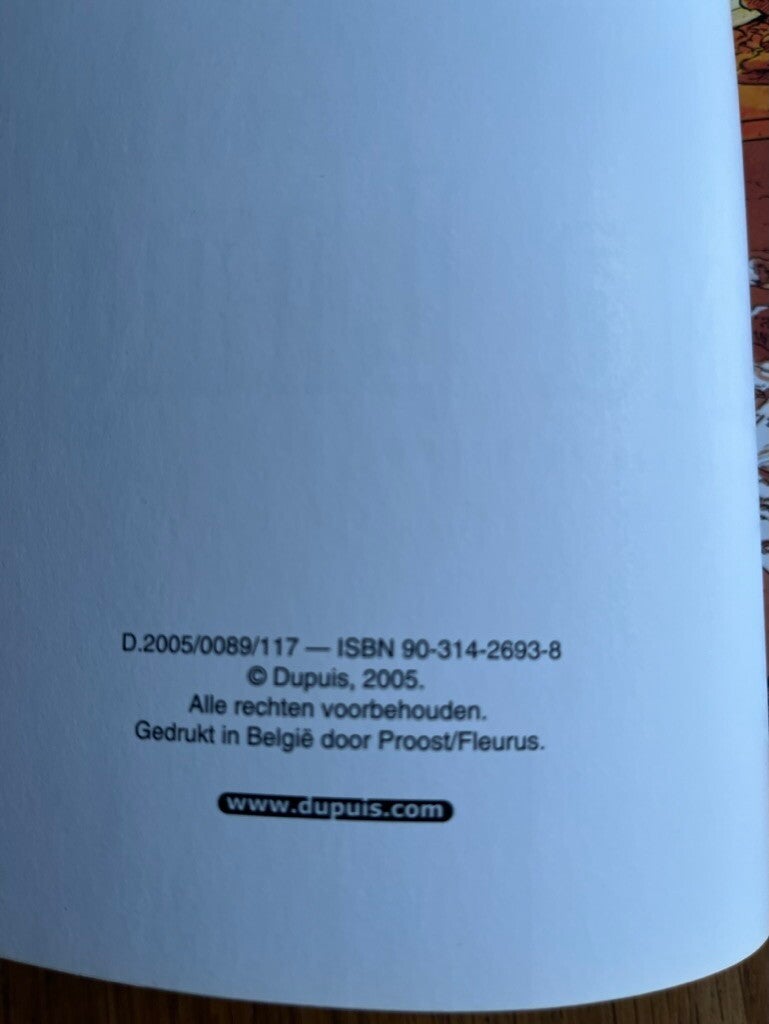 D.2005/0089/117 — ISBN 90-314-2693-8
© Dupuis, 2005.
Alle rechten voorbehouden.
Gedrukt in België door Proost/Fleurus.
www.dupuis.com